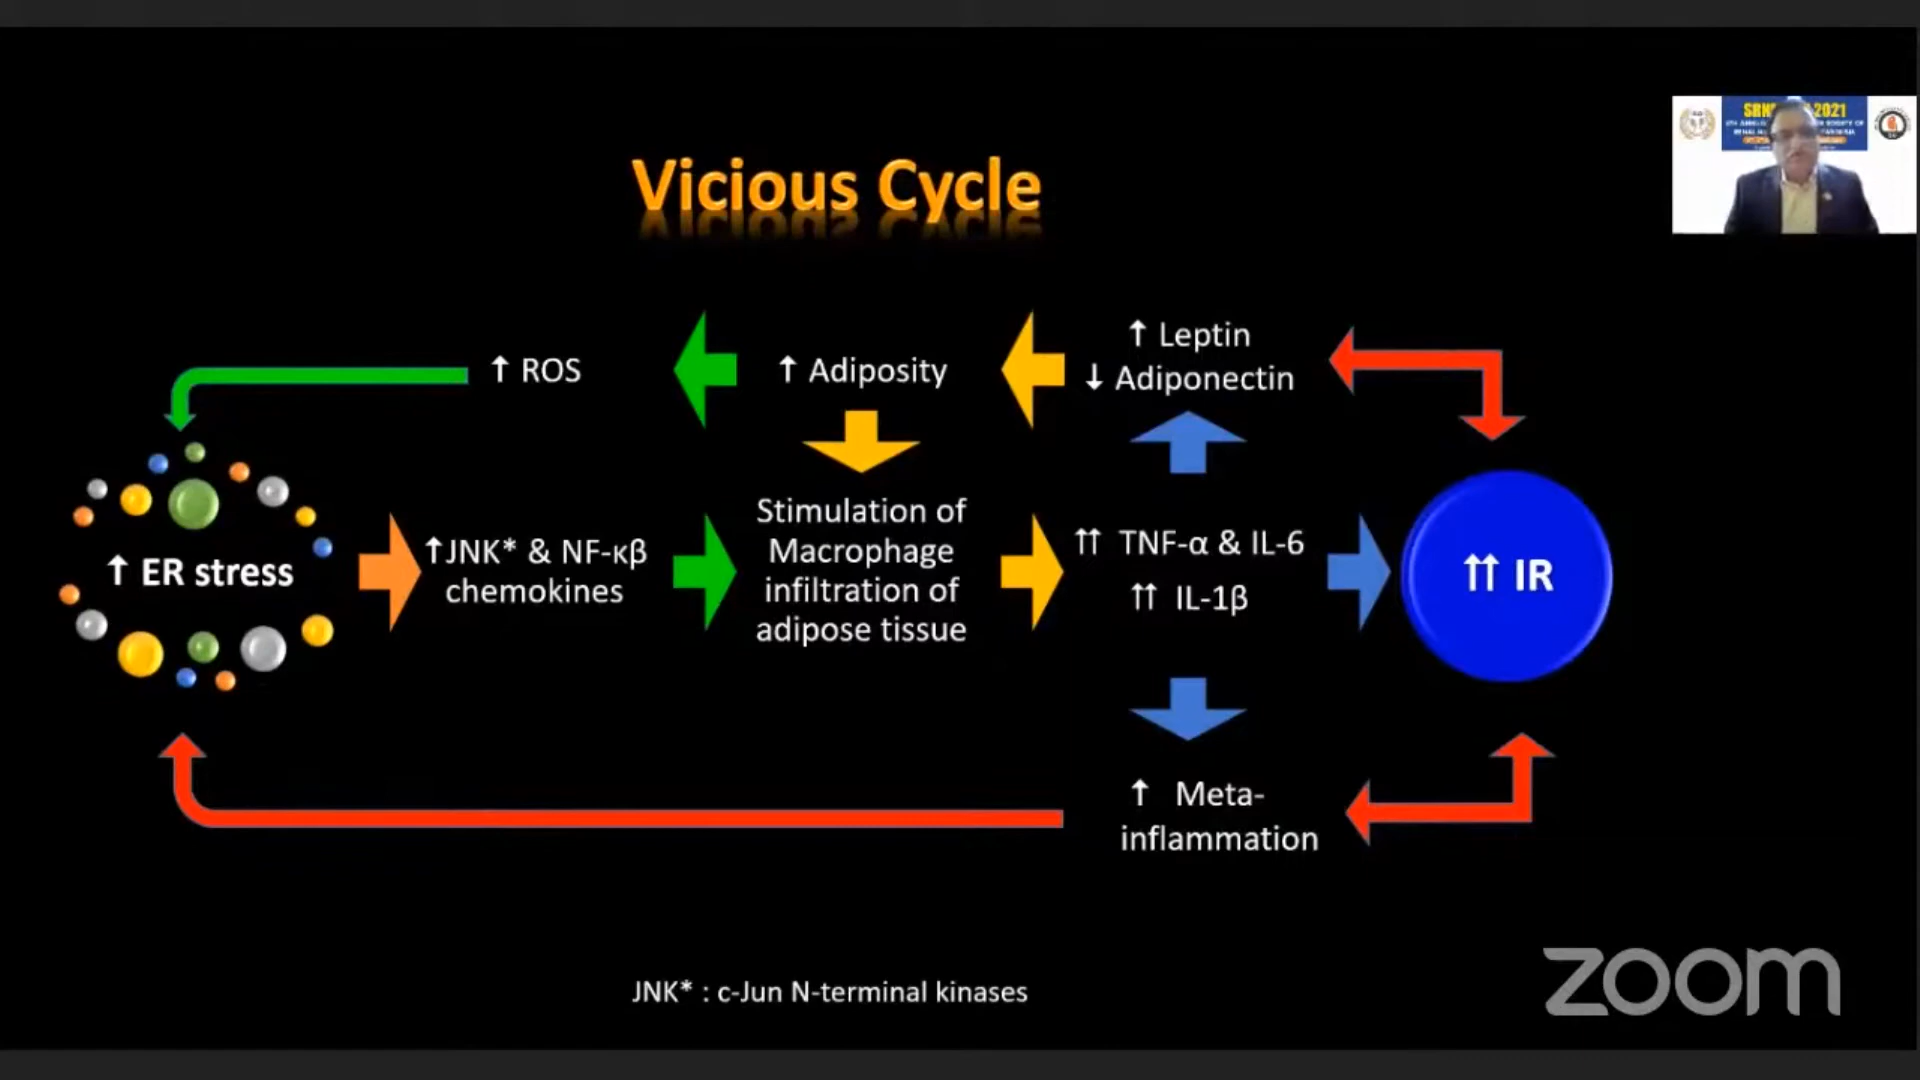 Vicious Cycle
↑ ROS
↑ Adiposity
↑ Leptin
↓ Adiponectin
↑ ER stress
↑JNK* & NF-κβ
chemokines
Stimulation of
Macrophage
infiltration of
adipose tissue
⇈ TNF-α & IL-6
⇈ IL-1β
⇈ IR
↑ Meta-
inflammation
JNK* : c-Jun N-terminal kinases
zoom
2021